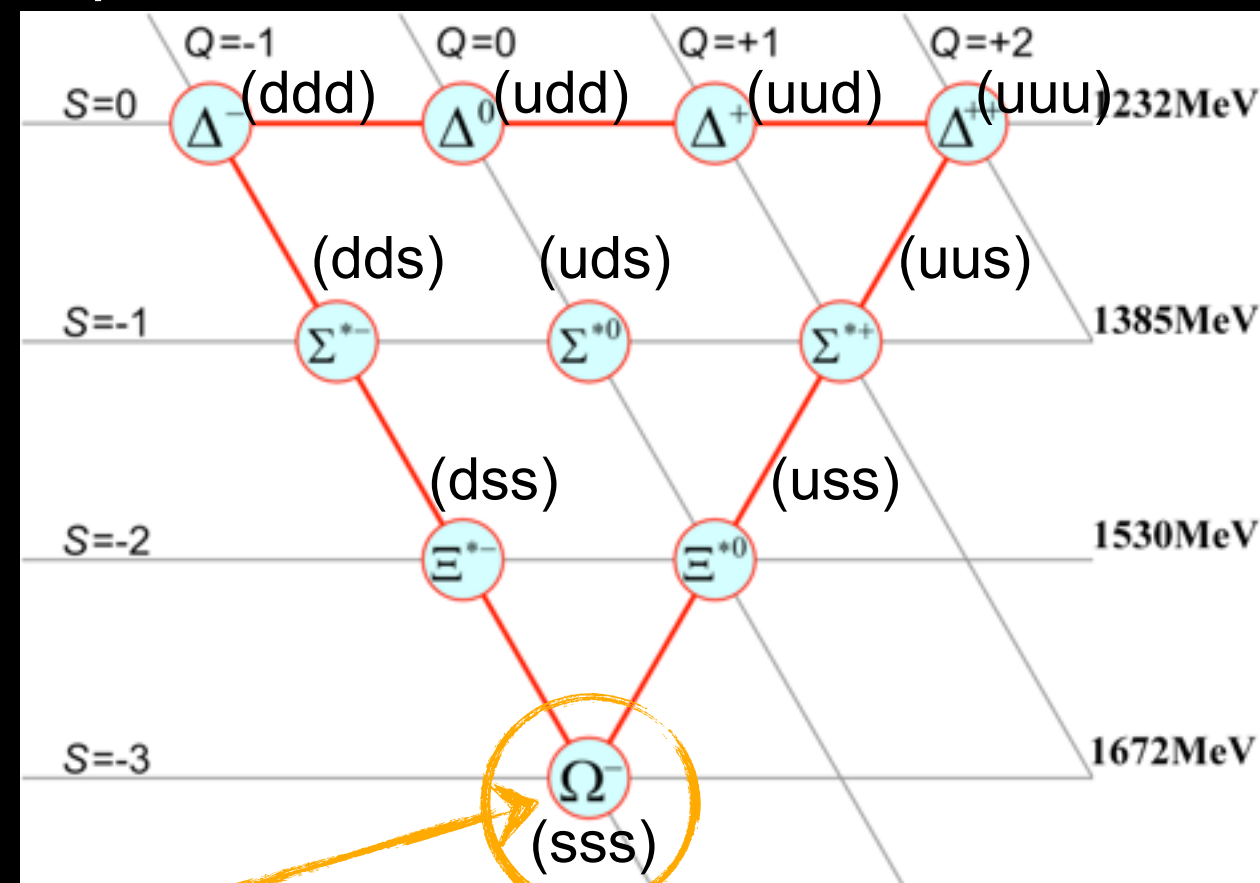 Q=-1 Q=0 Q=+1 Q=+2
(ddd) (udd) (uud) (uuu)
S=0 Δ⁻ Δ⁰ Δ⁺ Δ⁺⁺ 1232MeV
(dds) (uds) (uus)
S=-1 Σ*⁻ Σ*⁰ Σ*⁺ 1385MeV
(dss) (uss)
S=-2 Ξ*⁻ Ξ*⁰ 1530MeV
S=-3 Ω⁻ 1672MeV
(sss)